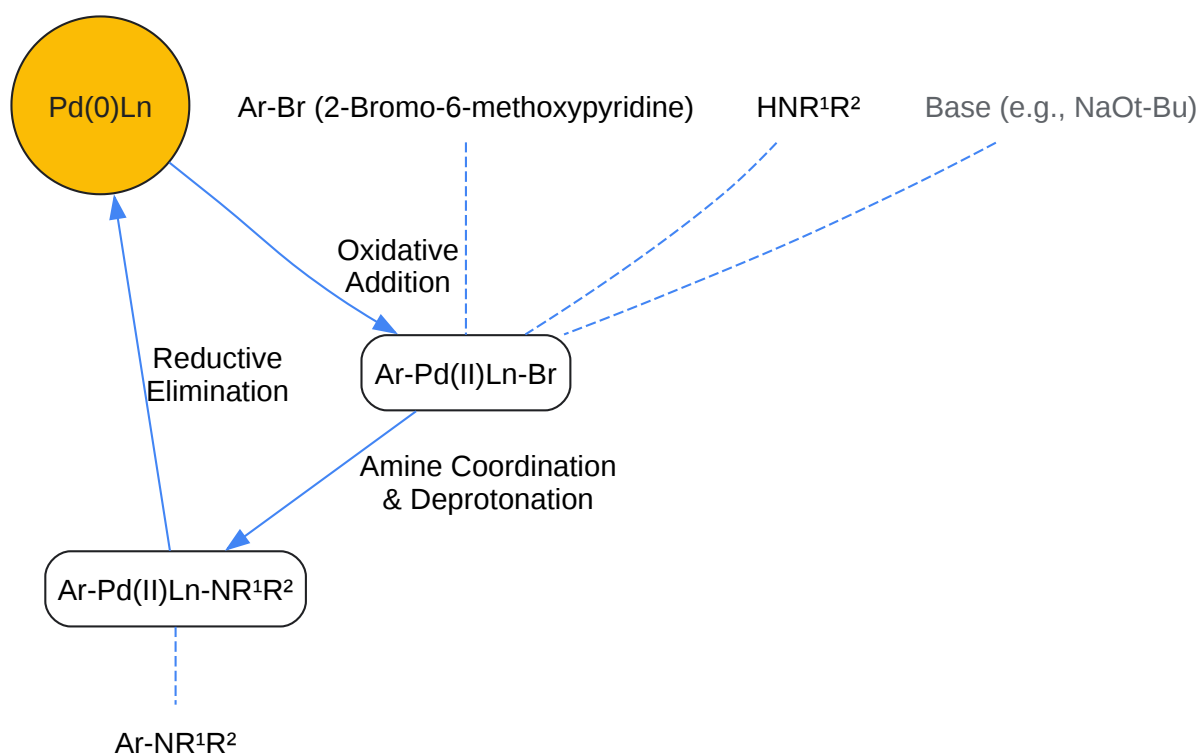 Pd(0)Ln
Ar-Br (2-Bromo-6-methoxypyridine)
HNR¹R²
Base (e.g., NaOt-Bu)
Oxidative
Addition
Reductive
Elimination
Ar-Pd(II)Ln-Br
Amine Coordination
& Deprotonation
Ar-Pd(II)Ln-NR¹R²
Ar-NR¹R²